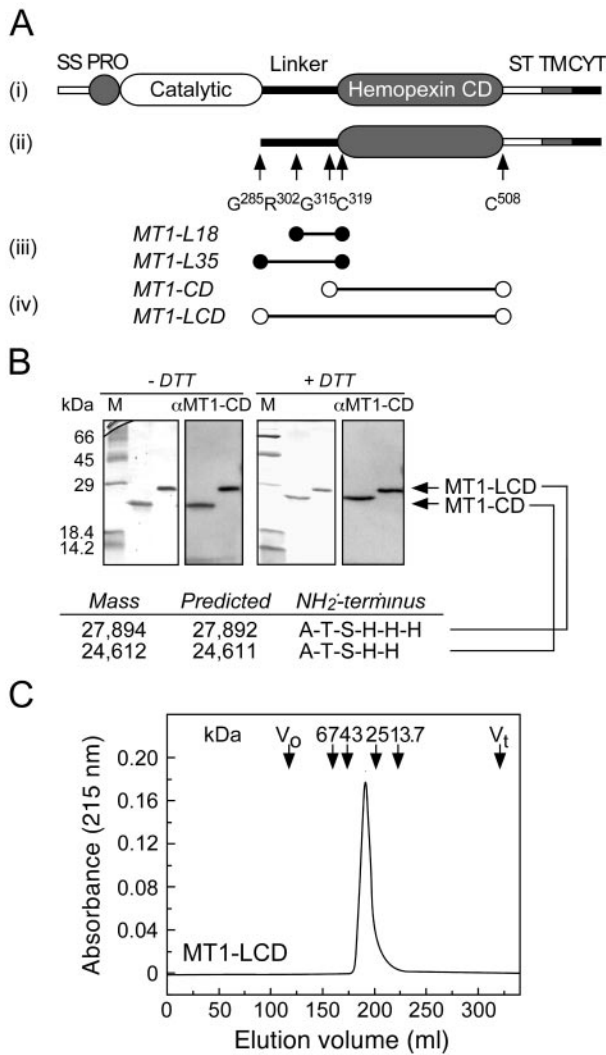 A
SS PRO Linker ST TM CYT
(i) Catalytic Hemopexin CD
(ii)
G285R302G315C319 C508
(iii) MT1-L18
MT1-L35
(iv) MT1-CD
MT1-LCD
B
- DTT + DTT
kDa M αMT1-CD M αMT1-CD
66
45
29
18.4
14.2
MT1-LCD
MT1-CD
Mass Predicted NH2-terminus
27,894 27,892 A-T-S-H-H-H
24,612 24,611 A-T-S-H-H
C
kDa Vo 67 43 25 13.7 Vt
0.20
0.16
0.12
0.08
0.04
0
MT1-LCD
Absorbance (215 nm)
0 50 100 150 200 250 300
Elution volume (ml)